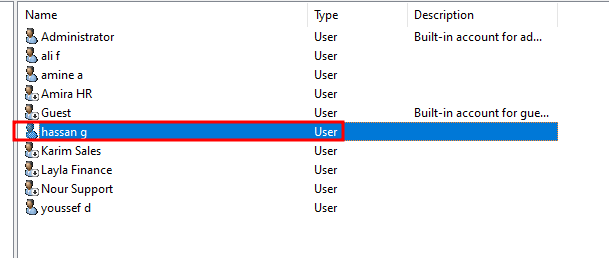 Name Type Description
Administrator User Built-in account for ad...
ali f User
amine a User
Amira HR User
Guest User Built-in account for gue...
hassan g User
Karim Sales User
Layla Finance User
Nour Support User
youssef d User